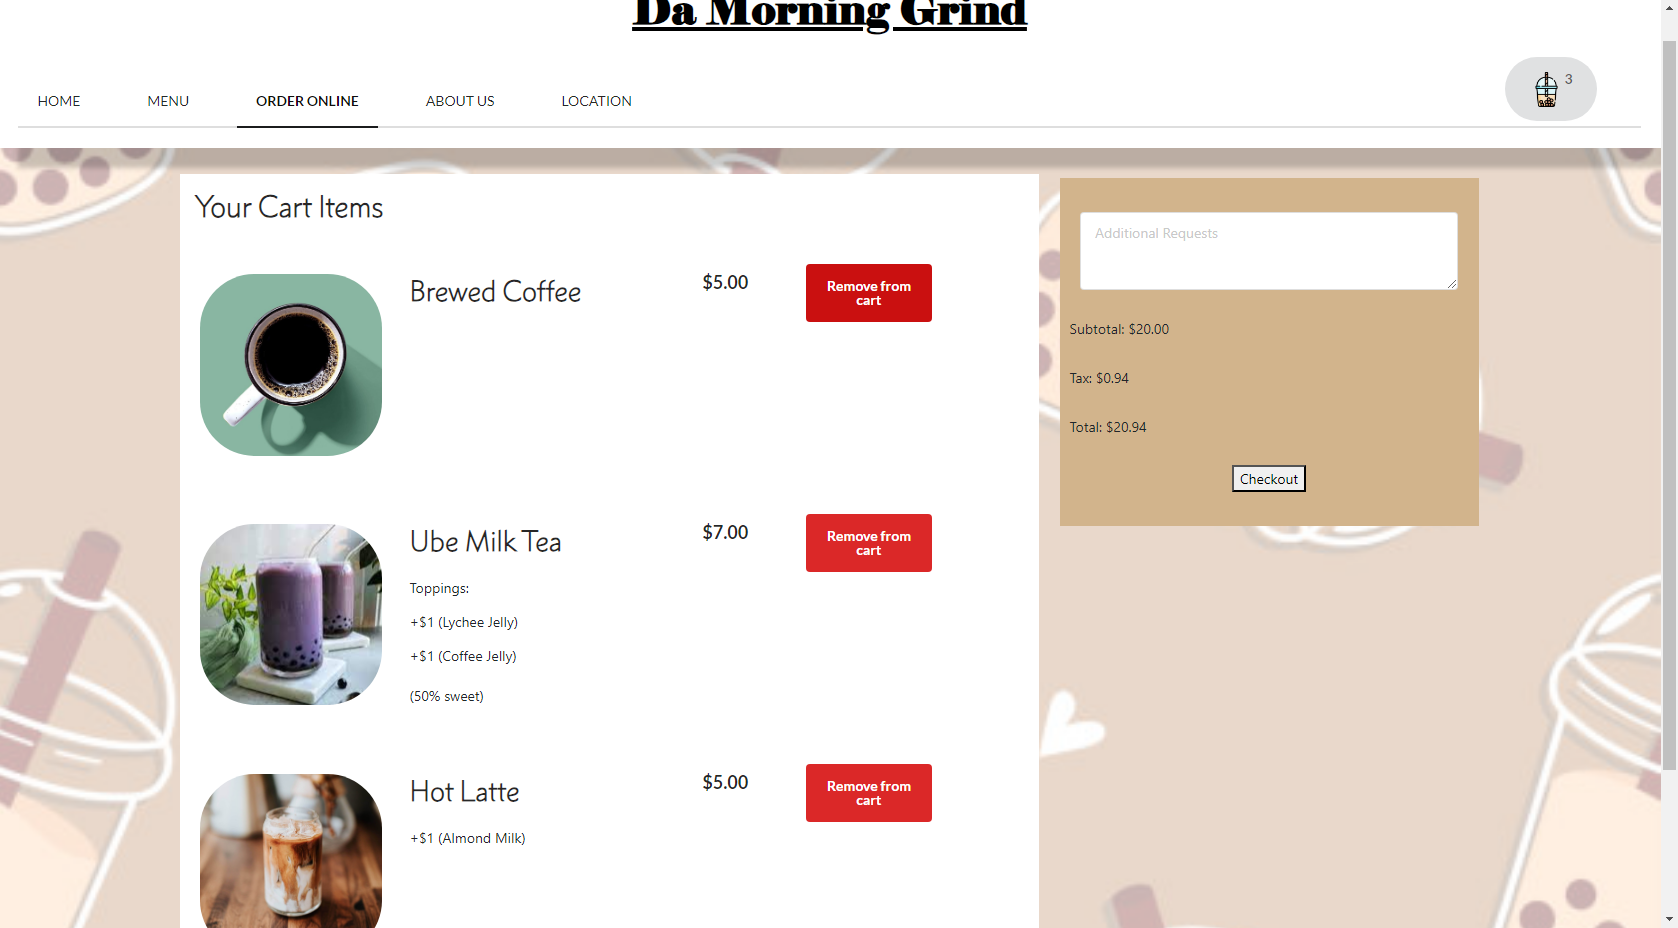 Da Morning Grind
HOME
MENU
ORDER ONLINE
ABOUT US
LOCATION
3
Your Cart Items
Brewed Coffee
$5.00
Remove from
cart
Ube Milk Tea
$7.00
Remove from
cart
Toppings:
+$1 (Lychee Jelly)
+$1 (Coffee Jelly)
(50% sweet)
Hot Latte
$5.00
Remove from
cart
+$1 (Almond Milk)
Additional Requests
Subtotal: $20.00
Tax: $0.94
Total: $20.94
Checkout